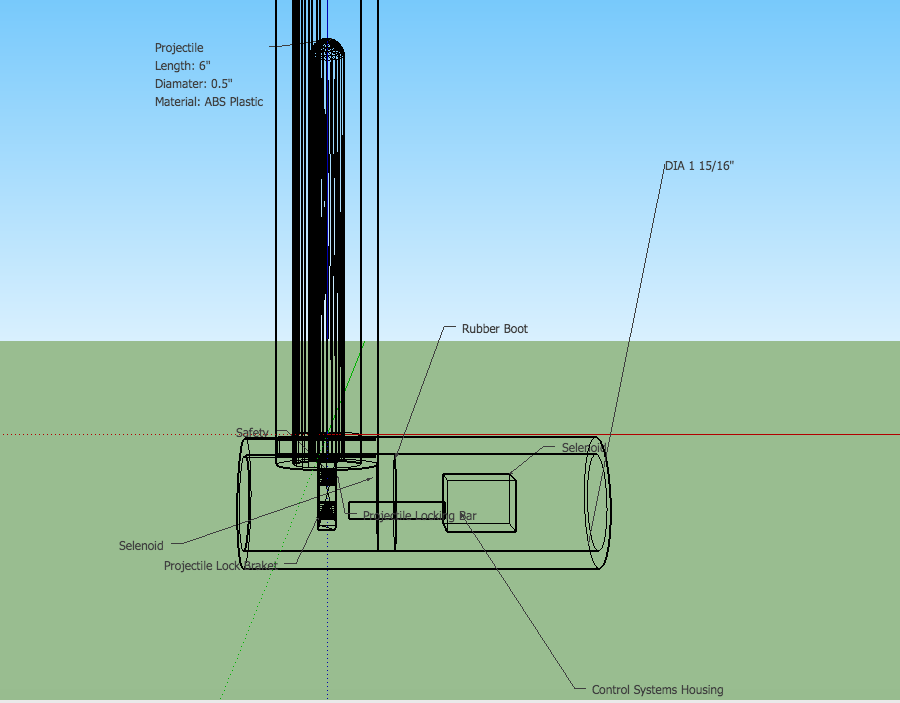 Projectile
Length: 6"
Diamater: 0.5"
Material: ABS Plastic
DIA 1 15/16"
Rubber Boot
Safety
Selenoid
Projectile Locking Bar
Selenoid
Projectile Lock Braket
Control Systems Housing